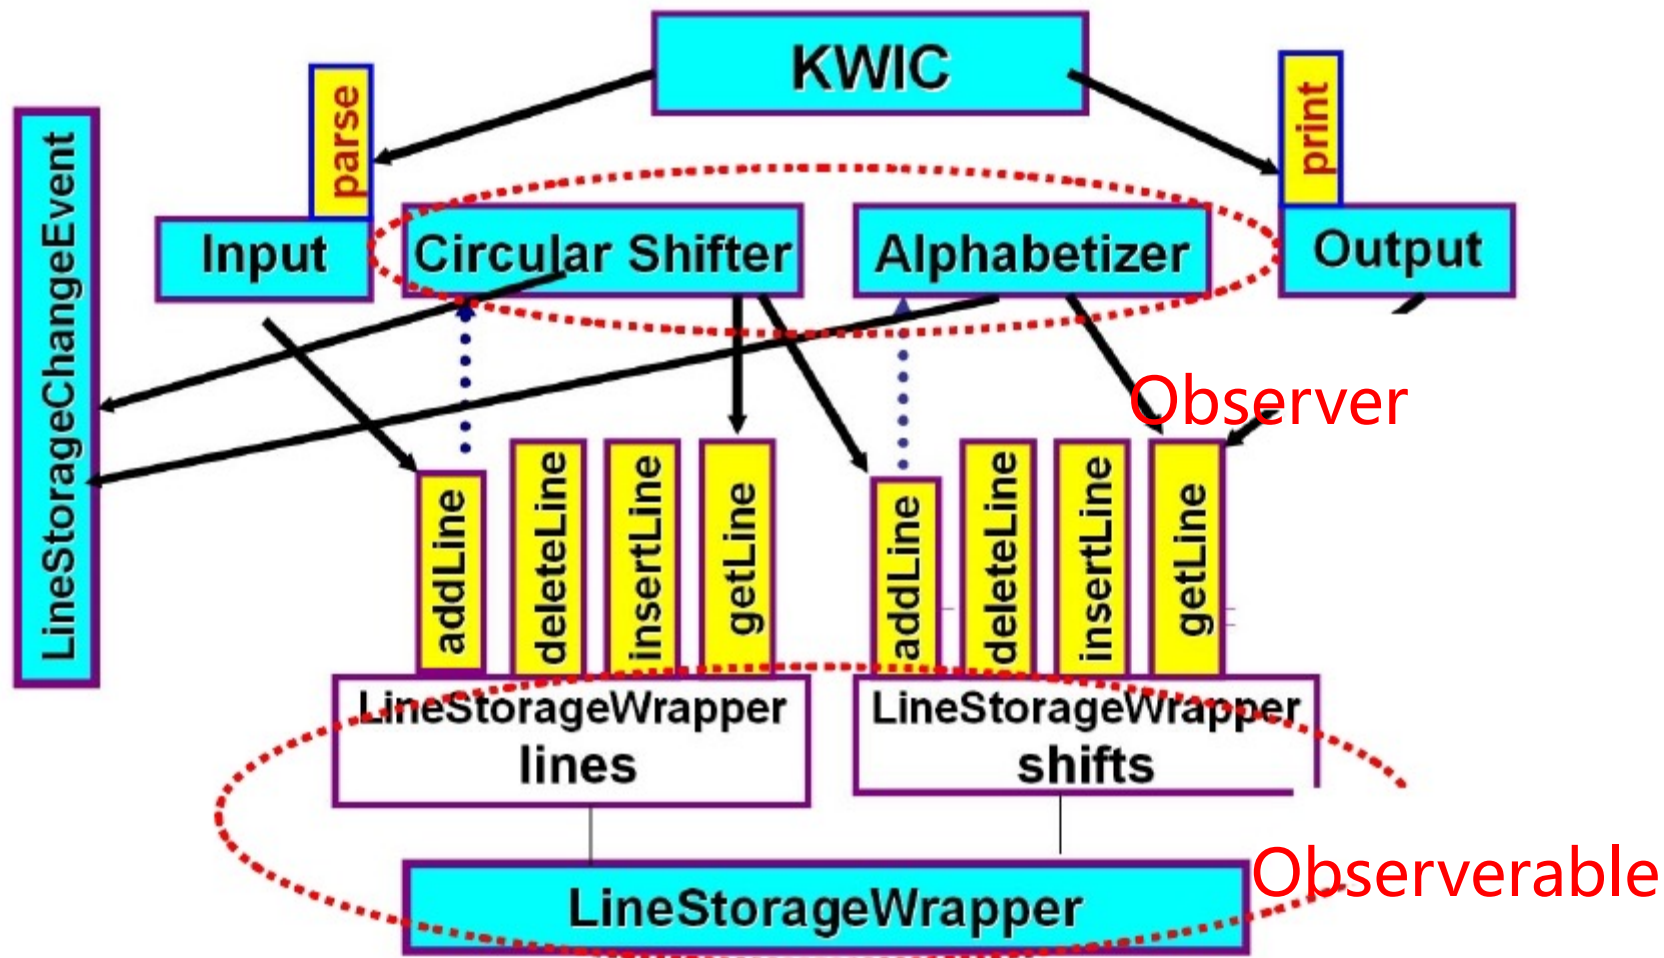 KWIC
parse
print
LineStorageChangeEvent
Input
Circular Shifter
Alphabetizer
Output
Observer
addLine
deleteLine
insertLine
getLine
addLine
deleteLine
insertLine
getLine
LineStorageWrapper
lines
LineStorageWrapper
shifts
LineStorageWrapper
Observerable